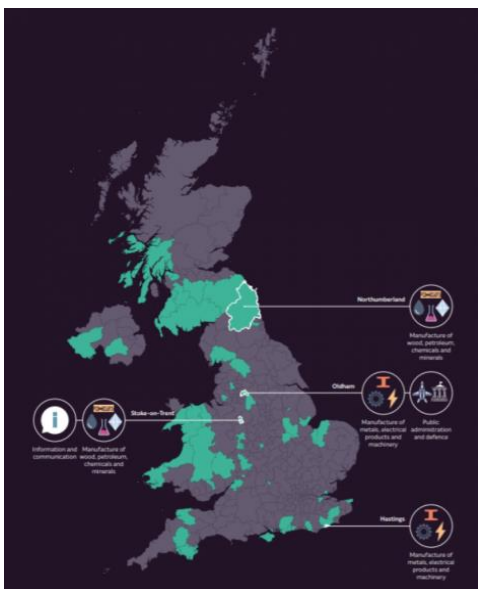 Northumberland
Manufacture of
wood, petroleum,
chemicals and
minerals
Oldham
Manufacture of
metals, electrical
products and
machinery
Public
administration
and defence
Stoke-on-Trent
Information and
communication
Manufacture of
wood, petroleum,
chemicals and
minerals
Hastings
Manufacture of
metals, electrical
products and
machinery